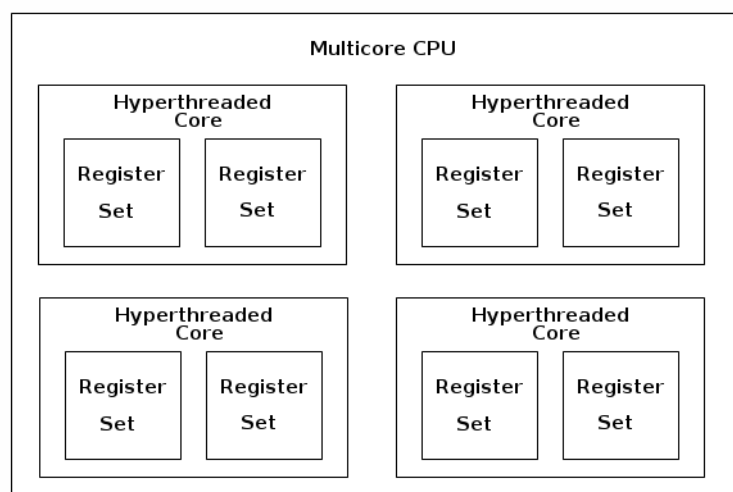 Multicore CPU
Hyperthreaded
Core
Register
Set
Register
Set
Hyperthreaded
Core
Register
Set
Register
Set
Hyperthreaded
Core
Register
Set
Register
Set
Hyperthreaded
Core
Register
Set
Register
Set